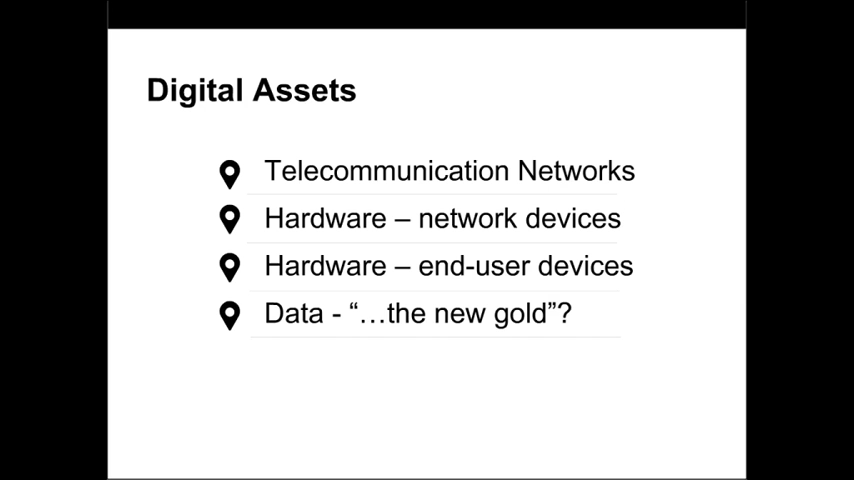 Digital Assets
Telecommunication Networks
Hardware – network devices
Hardware – end-user devices
Data - “…the new gold”?